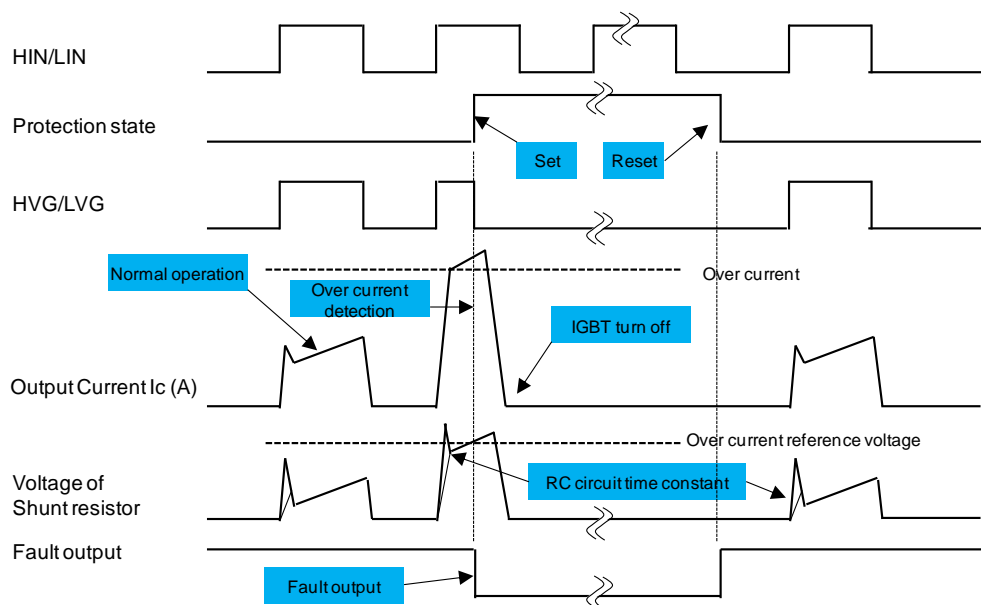 HIN/LIN
Protection state
Set
Reset
HVG/LVG
Normal operation
Over current
Over current
detection
IGBT turn off
Output Current Ic (A)
Over current reference voltage
Voltage of
Shunt resistor
RC circuit time constant
Fault output
Fault output